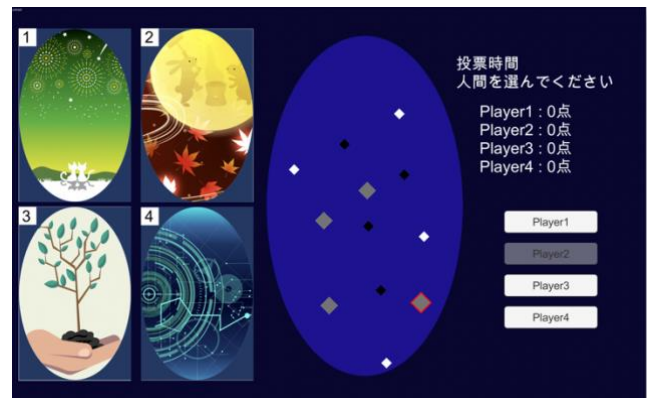 1
2
3
4
投票時間
人間を選んでください
Player1 : 0点
Player2 : 0点
Player3 : 0点
Player4 : 0点
Player1
Player2
Player3
Player4